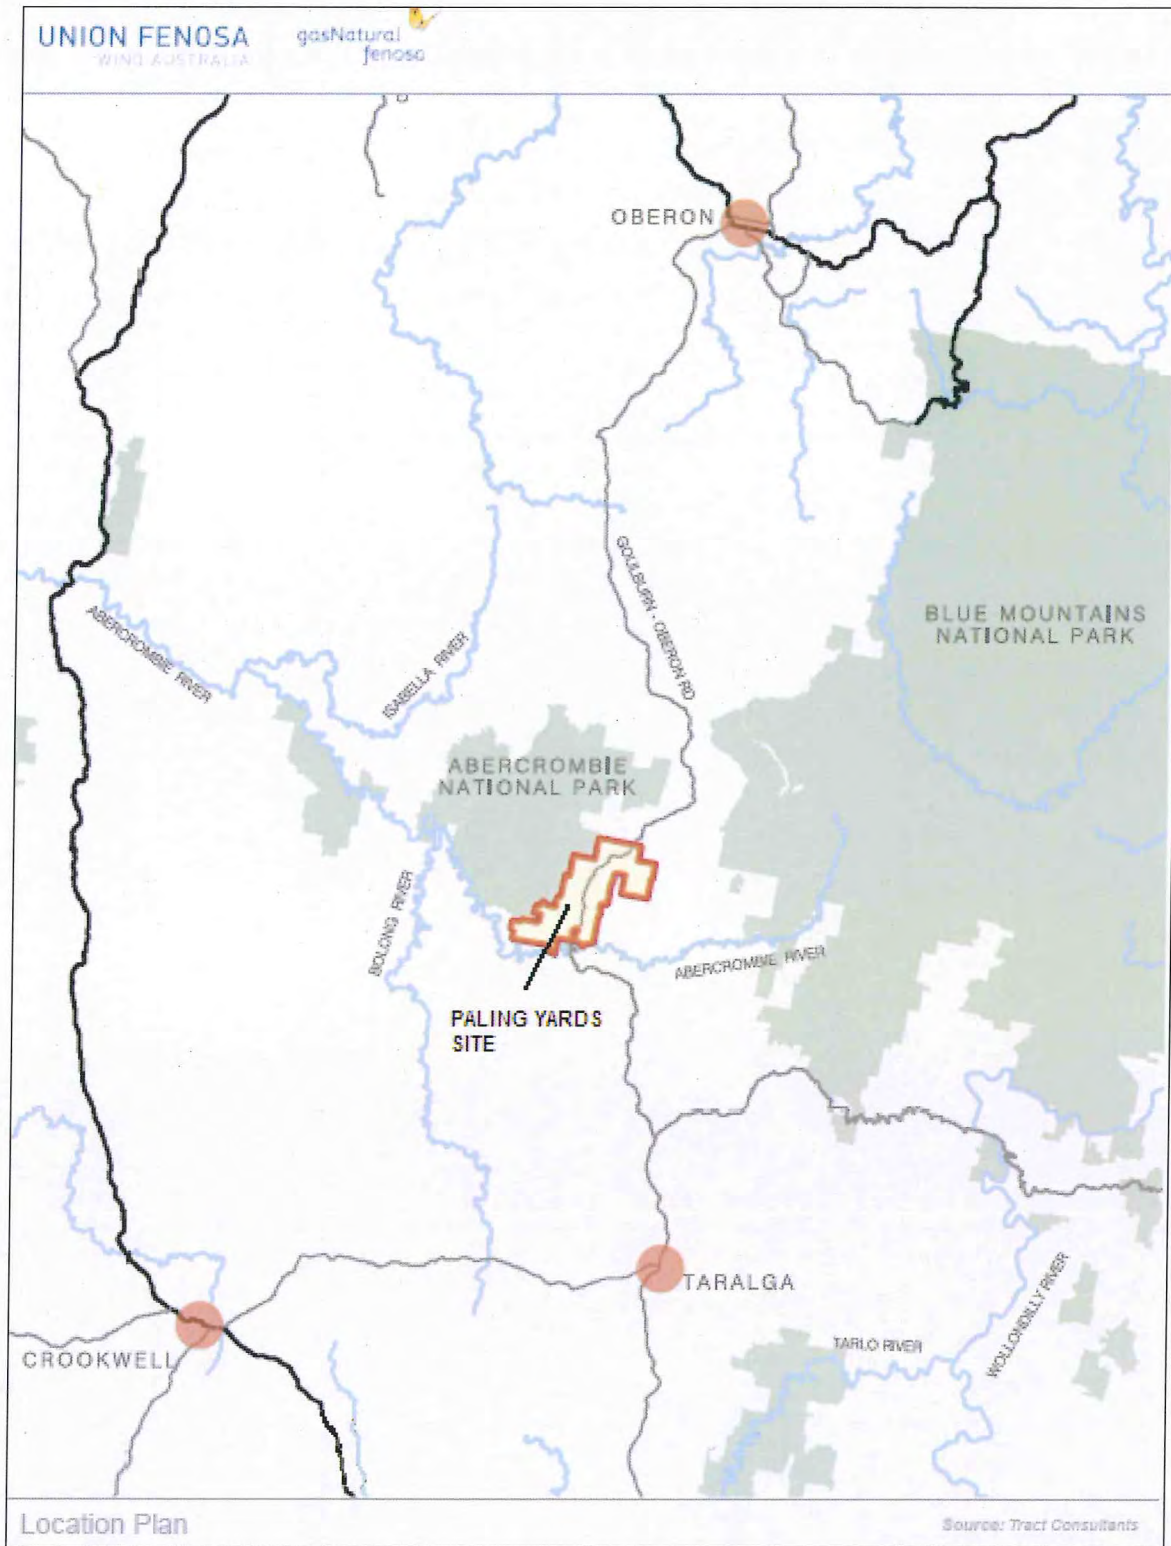 UNION FENOSA
WIND AUSTRALIA
gasNatural
fenosa
OBERON
GOULBURN - OBERON RD
BLUE MOUNTAINS
NATIONAL PARK
ABERCROMBIE RIVER
ISABELLA RIVER
ABERCROMBIE
NATIONAL PARK
BOLONG RIVER
ABERCROMBIE RIVER
PALING YARDS
SITE
TARALGA
WOLLONDILLY RIVER
TARLO RIVER
CROOKWELL
Location Plan
Source: Tract Consultants